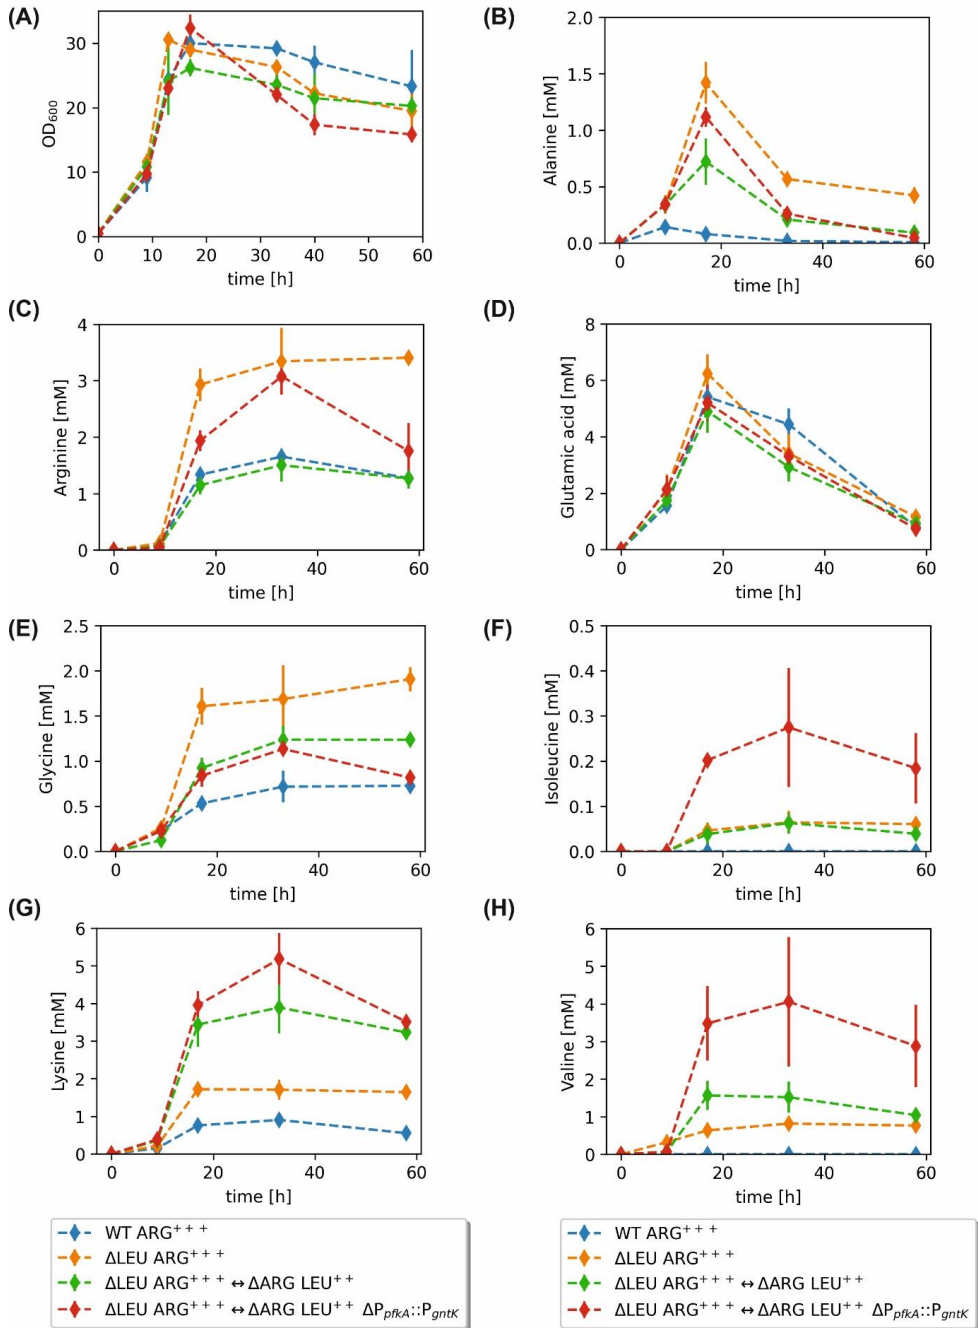 (A)
OD₆₀₀
30
20
10
0
0 10 20 30 40 50 60
time [h]
(B)
Alanine [mM]
2.0
1.5
1.0
0.5
0.0
0 20 40 60
time [h]
(C)
Arginine [mM]
4
3
2
1
0
0 20 40 60
time [h]
(D)
Glutamic acid [mM]
8
6
4
2
0
0 20 40 60
time [h]
(E)
Glycine [mM]
2.5
2.0
1.5
1.0
0.5
0.0
0 20 40 60
time [h]
(F)
Isoleucine [mM]
0.5
0.4
0.3
0.2
0.1
0.0
0 20 40 60
time [h]
(G)
Lysine [mM]
6
5
4
3
2
1
0
0 20 40 60
time [h]
(H)
Valine [mM]
6
5
4
3
2
1
0
0 20 40 60
time [h]
WT ARG⁺⁺⁺
ΔLEU ARG⁺⁺⁺
ΔLEU ARG⁺⁺⁺ ↔ ΔARG LEU⁺⁺
ΔLEU ARG⁺⁺⁺ ↔ ΔARG LEU⁺⁺ ΔPpfkA::PgntK
WT ARG⁺⁺⁺
ΔLEU ARG⁺⁺⁺
ΔLEU ARG⁺⁺⁺ ↔ ΔARG LEU⁺⁺
ΔLEU ARG⁺⁺⁺ ↔ ΔARG LEU⁺⁺ ΔPpfkA::PgntK